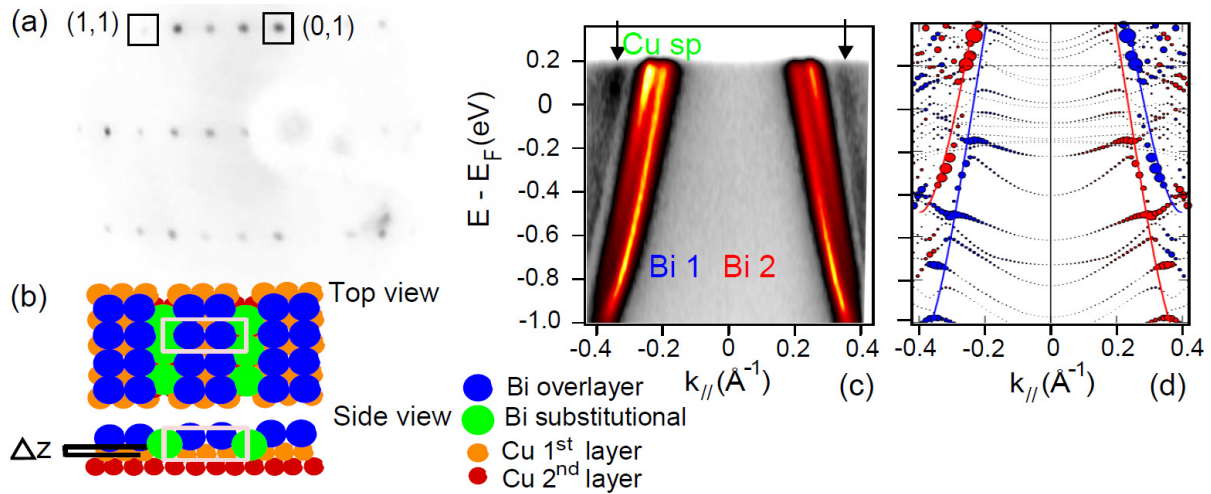 (a)
(1,1)
(0,1)
(b)
Top view
Side view
Δz
Bi overlayer
Bi substitutional
Cu 1st layer
Cu 2nd layer
Cu sp
0.2
0
-0.2
-0.4
-0.6
-0.8
-1.0
E - E_F (eV)
Bi 1
Bi 2
-0.4 -0.2 0 0.2 0.4
k// (Å-1)
(c)
-0.4 -0.2 0 0.2 0.4
k// (Å-1)
(d)